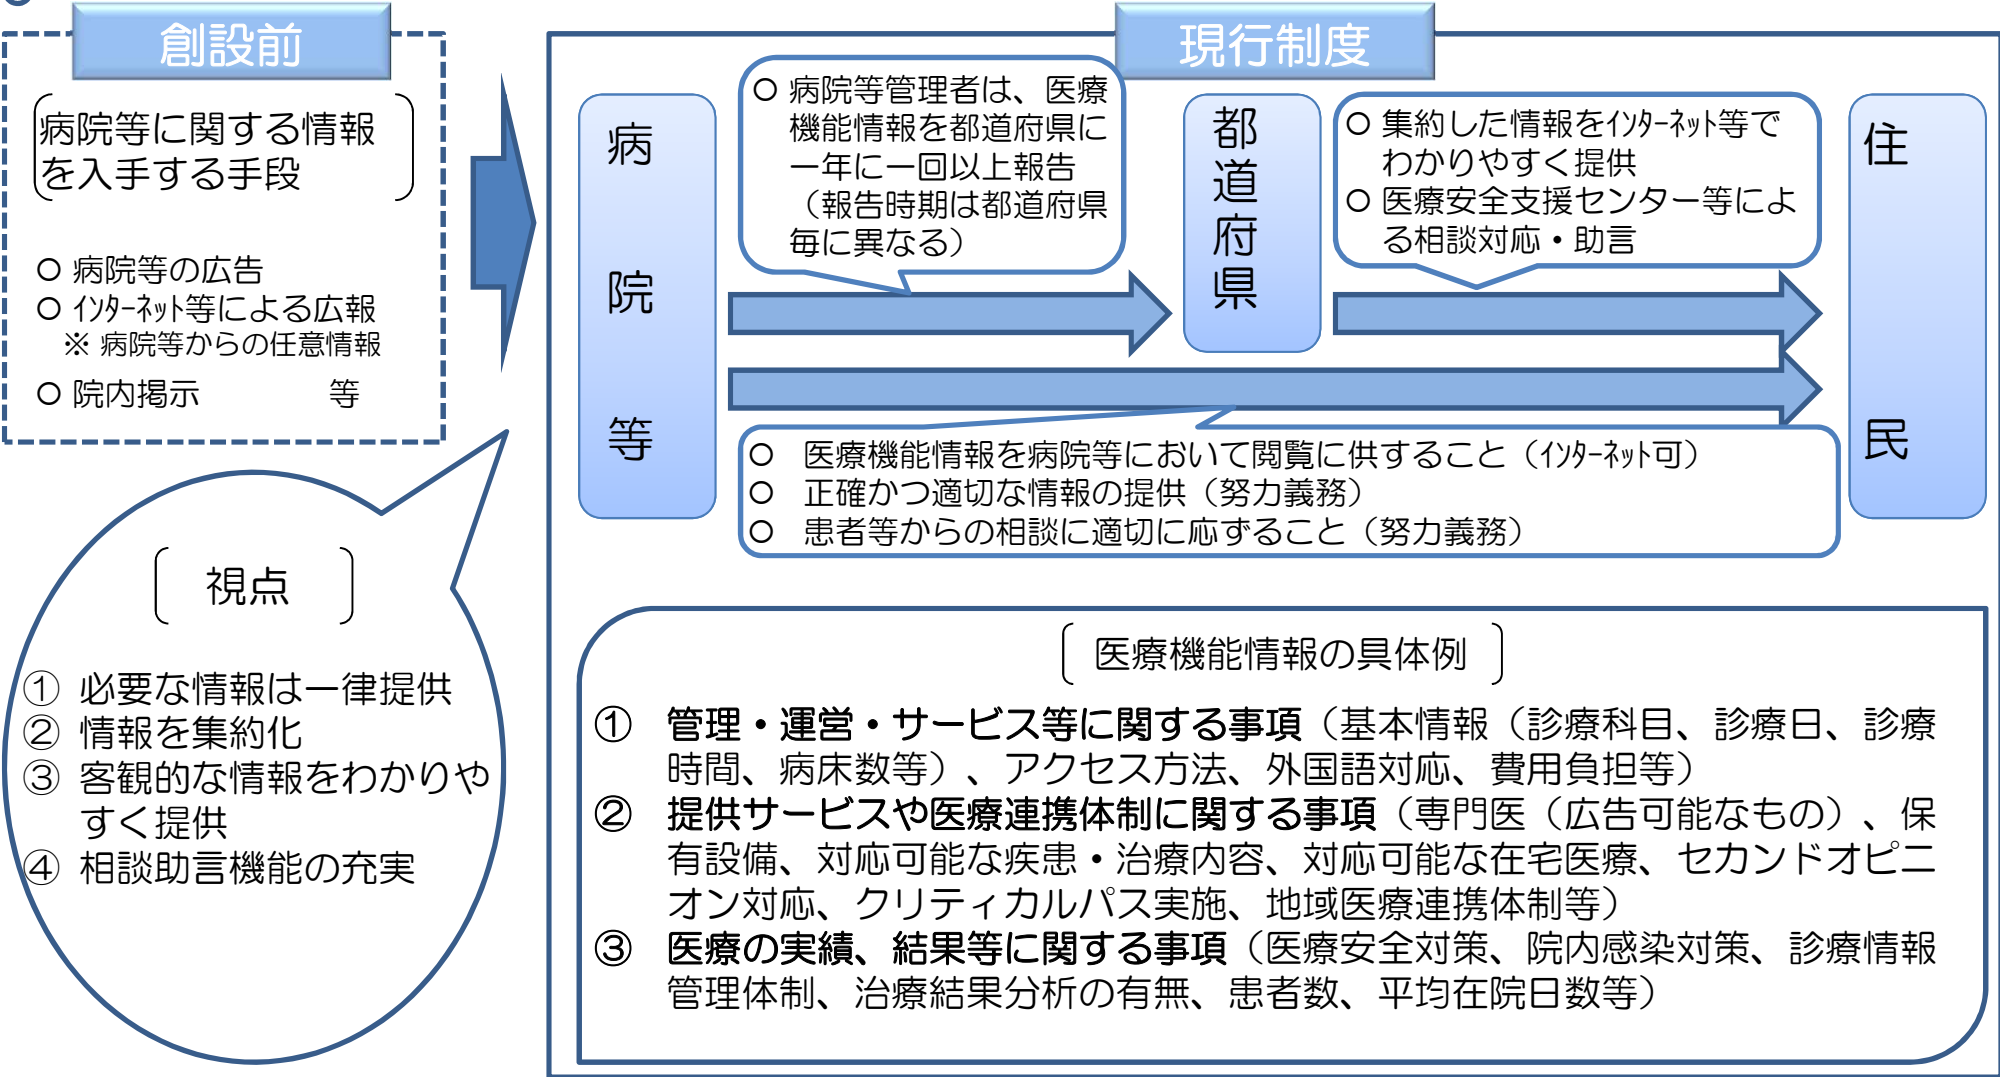 創設前
病院等に関する情報
を入手する手段
○ 病院等の広告
○ ｲﾝﾀｰﾈｯﾄ等による広報
※ 病院等からの任意情報
○ 院内掲示　　　　等
視点
① 必要な情報は一律提供
② 情報を集約化
③ 客観的な情報をわかりや
すく提供
④ 相談助言機能の充実
現行制度
病院等
○ 病院等管理者は、医療
機能情報を都道府県に
一年に一回以上報告
（報告時期は都道府県
毎に異なる）
都道府県
○ 集約した情報をｲﾝﾀｰﾈｯﾄ等で
わかりやすく提供
○ 医療安全支援センター等によ
る相談対応・助言
住民
○　医療機能情報を病院等において閲覧に供すること（ｲﾝﾀｰﾈｯﾄ可）
○　正確かつ適切な情報の提供（努力義務）
○　患者等からの相談に適切に応ずること（努力義務）
医療機能情報の具体例
①　管理・運営・サービス等に関する事項（基本情報（診療科目、診療日、診療
時間、病床数等）、アクセス方法、外国語対応、費用負担等）
②　提供サービスや医療連携体制に関する事項（専門医（広告可能なもの）、保
有設備、対応可能な疾患・治療内容、対応可能な在宅医療、セカンドオピニ
オン対応、クリティカルパス実施、地域医療連携体制等）
③　医療の実績、結果等に関する事項（医療安全対策、院内感染対策、診療情報
管理体制、治療結果分析の有無、患者数、平均在院日数等）